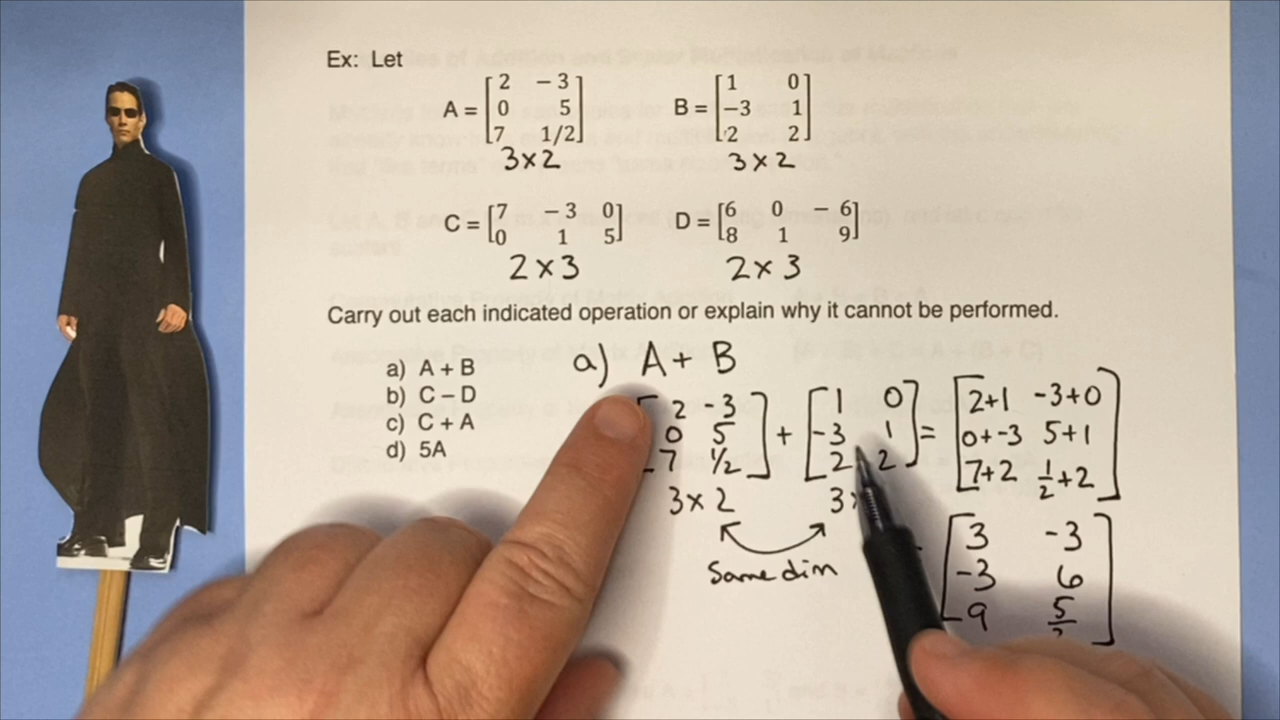 Ex: Let
A = [2 − 3
0 5
7 1/2]
3×2
B = [1 0
−3 1
2 2]
3×2
C = [7 − 3 0
0 1 5]
2×3
D = [6 0 − 6
8 1 9]
2×3
Carry out each indicated operation or explain why it cannot be performed.
a) A + B
b) C – D
c) C + A
d) 5A
a) A + B
[2 -3
0 5
7 1/2] + [1 0
-3 1
2 2] = [2+1 -3+0
0+-3 5+1
7+2 1/2+2]
3×2
3×
Same dim
[3 -3
-3 6
9 5/2]